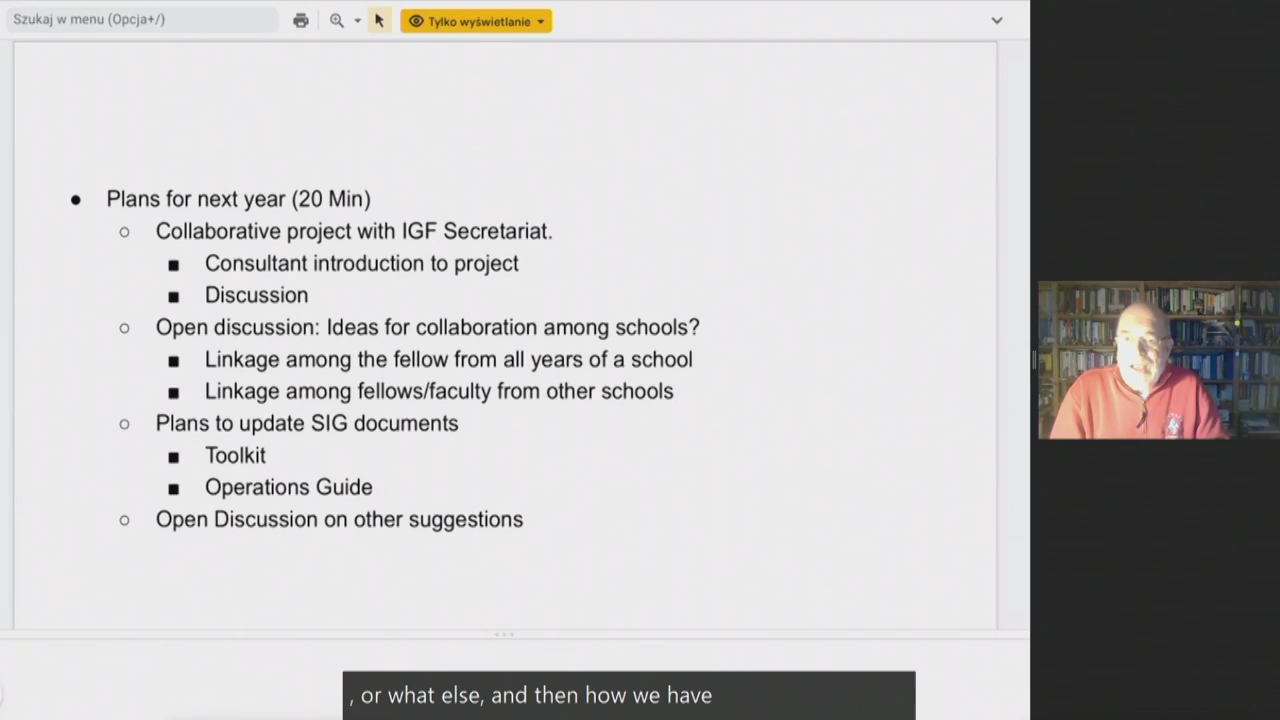 Szukaj w menu (Opcja+/)
Tylko wyświetlanie
● Plans for next year (20 Min)
○ Collaborative project with IGF Secretariat.
■ Consultant introduction to project
■ Discussion
○ Open discussion: Ideas for collaboration among schools?
■ Linkage among the fellow from all years of a school
■ Linkage among fellows/faculty from other schools
○ Plans to update SIG documents
■ Toolkit
■ Operations Guide
○ Open Discussion on other suggestions
, or what else, and then how we have